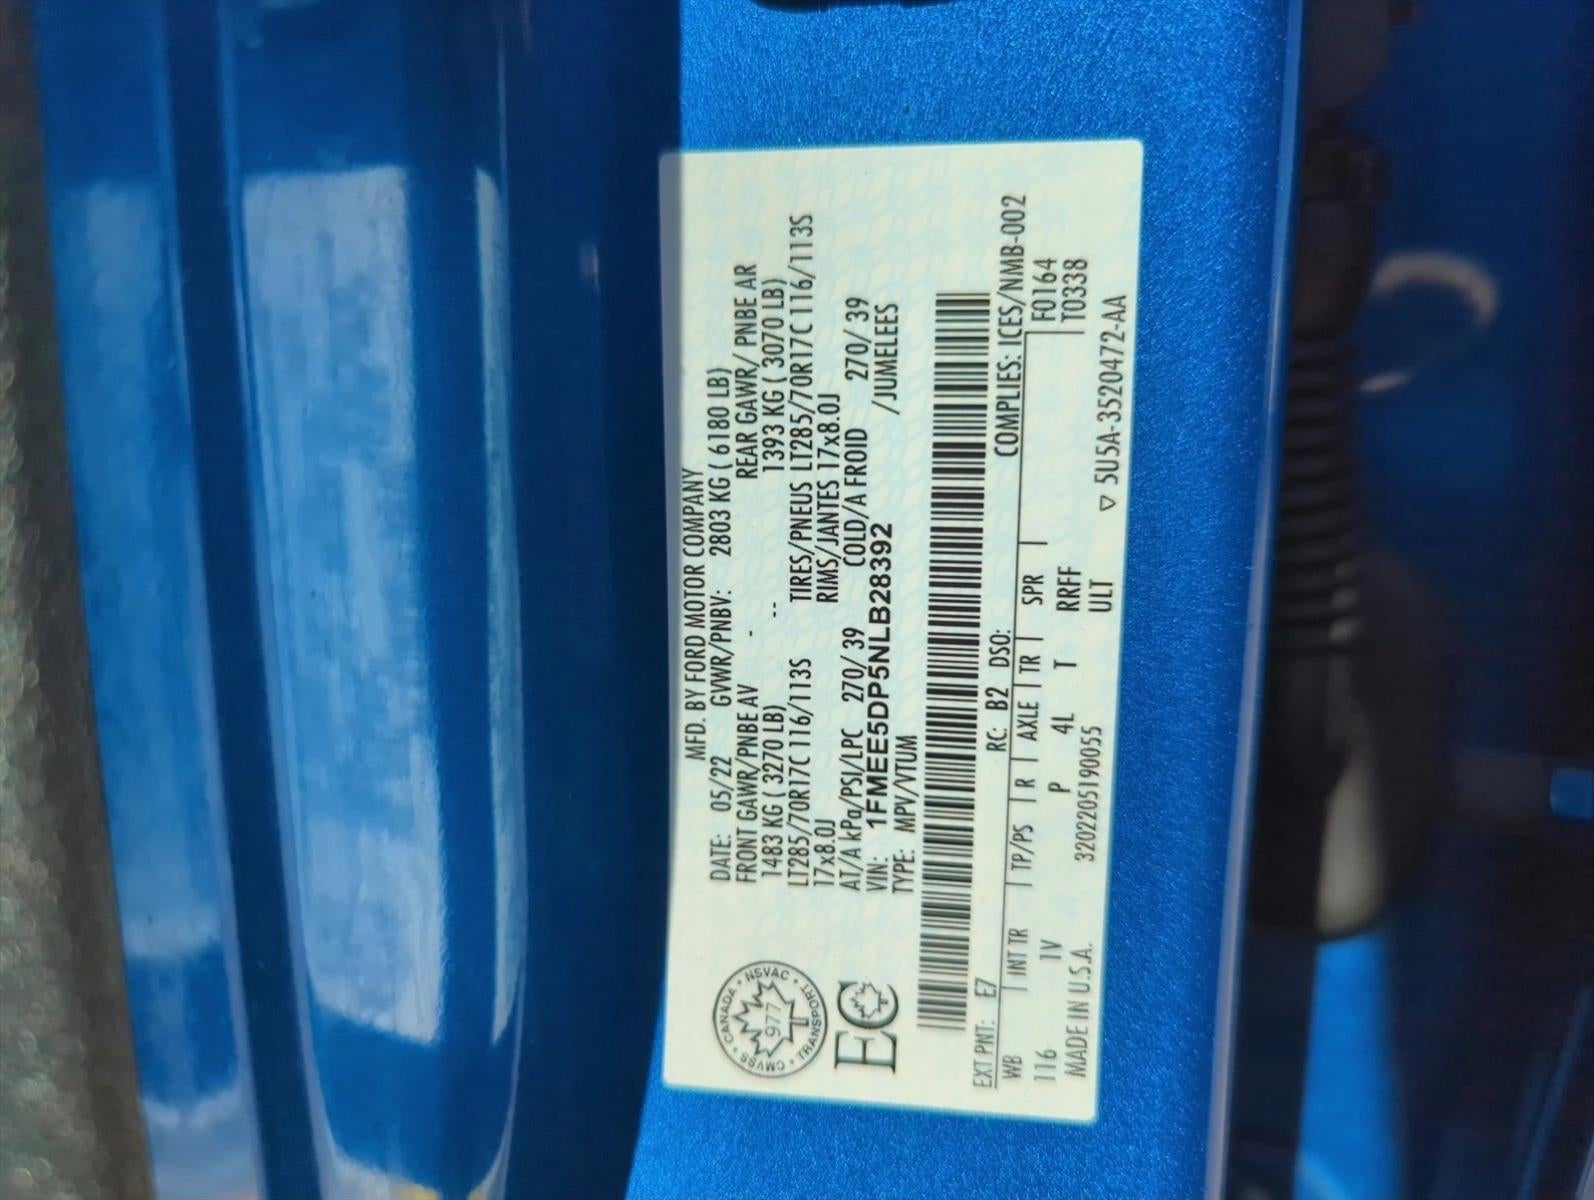 MFD. BY FORD MOTOR COMPANY
DATE: 05/22 GVWR/PNBV: 2803 KG ( 6180 LB)
FRONT GAWR/PNBE AV - REAR GAWR/ PNBE AR
1483 KG ( 3270 LB) -- 1393 KG ( 3070 LB)
LT285/70R17C 116/113S TIRES/PNEUS LT285/70R17C 116/113S
17x8.0J RIMS/JANTES 17x8.0J
AT/A kPa/PSI/LPC 270/ 39 COLD/A FROID 270/ 39
VIN: 1FMEE5DP5NLB28392 /JUMELEES
TYPE: MPV/VTUM
CANADA • NSVAC • TRANSPORT • CMVSS •
977
EC
EXT PNT: E7 RC: B2 DSO: COMPLIES: ICES/NMB-002
WB INT TR TP/PS R AXLE TR SPR F0164
116 1V P 4L T RRFF T0338
MADE IN U.S.A. 3202205190055 ULT
▽ 5U5A-3520472-AA